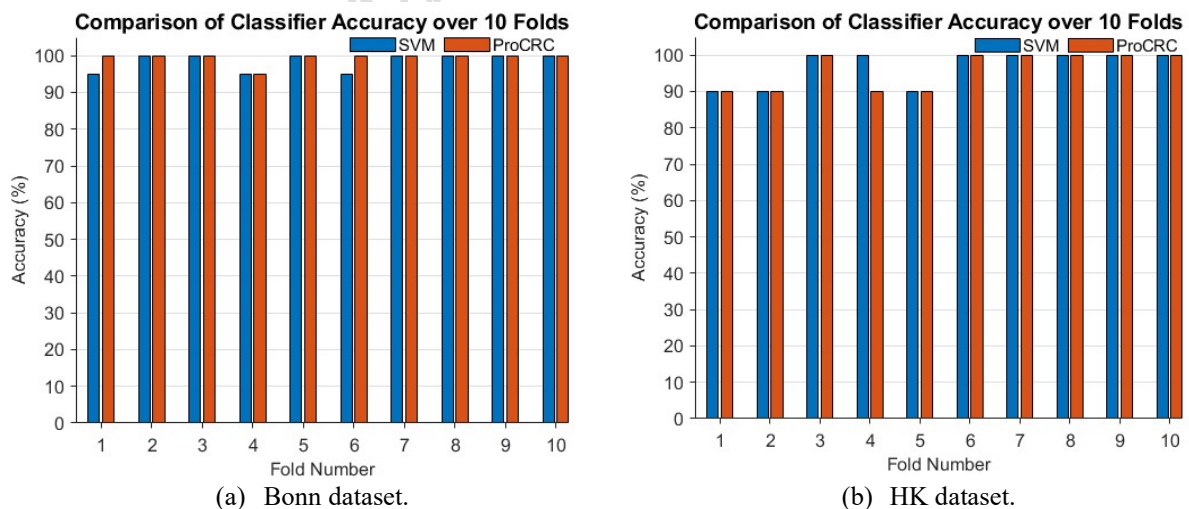 Comparison of Classifier Accuracy over 10 Folds
SVM ProCRC
100
90
80
70
60
50
40
30
20
10
0
Accuracy (%)
1 2 3 4 5 6 7 8 9 10
Fold Number
(a) Bonn dataset.
Comparison of Classifier Accuracy over 10 Folds
SVM ProCRC
100
90
80
70
60
50
40
30
20
10
0
Accuracy (%)
1 2 3 4 5 6 7 8 9 10
Fold Number
(b) HK dataset.